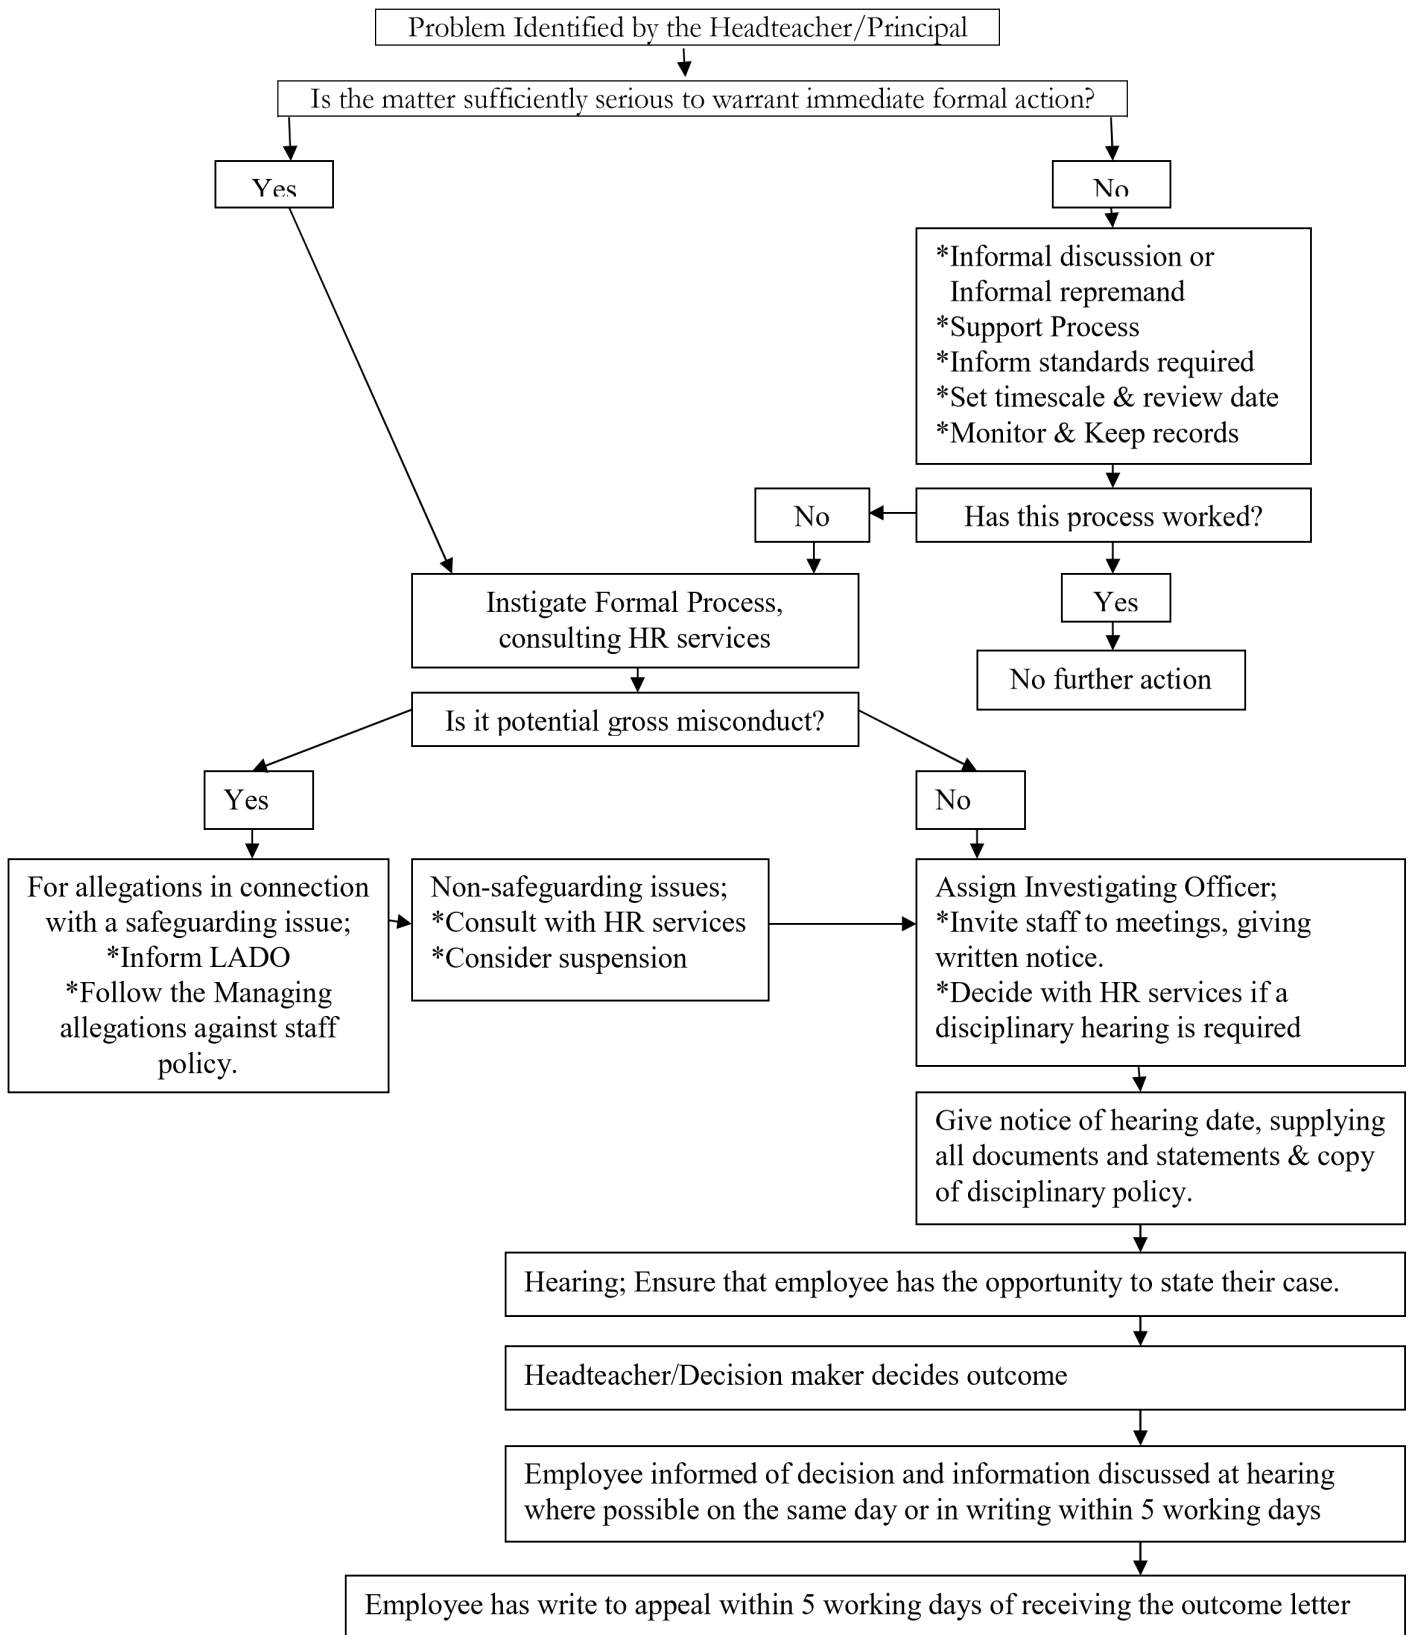 Problem Identified by the Headteacher/Principal
Is the matter sufficiently serious to warrant immediate formal action?
Yes
No
*Informal discussion or
Informal repremand
*Support Process
*Inform standards required
*Set timescale & review date
*Monitor & Keep records
No
Has this process worked?
Instigate Formal Process,
consulting HR services
Yes
No further action
Is it potential gross misconduct?
Yes
No
For allegations in connection
with a safeguarding issue;
*Inform LADO
*Follow the Managing
allegations against staff
policy.
Non-safeguarding issues;
*Consult with HR services
*Consider suspension
Assign Investigating Officer;
*Invite staff to meetings, giving
written notice.
*Decide with HR services if a
disciplinary hearing is required
Give notice of hearing date, supplying
all documents and statements & copy
of disciplinary policy.
Hearing; Ensure that employee has the opportunity to state their case.
Headteacher/Decision maker decides outcome
Employee informed of decision and information discussed at hearing
where possible on the same day or in writing within 5 working days
Employee has write to appeal within 5 working days of receiving the outcome letter